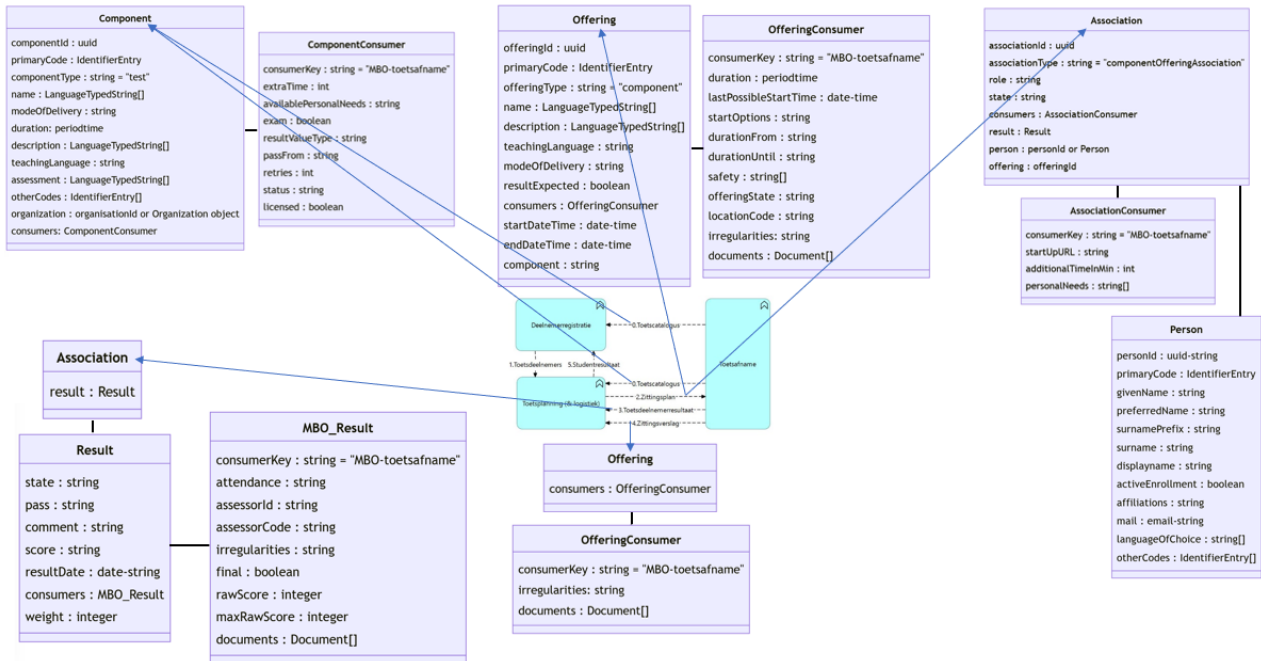 Component
componentId : uuid
primaryCode : IdentifierEntry
componentType : string = "test"
name : LanguageTypedString[]
modeOfDelivery : string
duration: periodtime
description : LanguageTypedString[]
teachingLanguage : string
assessment : LanguageTypedString[]
otherCodes : IdentifierEntry[]
organization : organisationId or Organization object
consumers: ComponentConsumer
ComponentConsumer
consumerKey : string = "MBO-toetsafname"
extraTime : int
availablePersonalNeeds : string
exam : boolean
resultValueType : string
passFrom : string
retries : int
status : string
licensed : boolean
Offering
offeringId : uuid
primaryCode : IdentifierEntry
offeringType : string = "component"
name : LanguageTypedString[]
description : LanguageTypedString[]
teachingLanguage : string
modeOfDelivery : string
resultExpected : boolean
consumers : OfferingConsumer
startDateTime : date-time
endDateTime : date-time
component : string
OfferingConsumer
consumerKey : string = "MBO-toetsafname"
duration : periodtime
lastPossibleStartTime : date-time
startOptions : string
durationFrom : string
durationUntil : string
safety : string[]
offeringState : string
locationCode : string
irregularities: string
documents : Document[]
Association
associationId : uuid
associationType : string = "componentOfferingAssociation"
role : string
state : string
consumers : AssociationConsumer
result : Result
person : personId or Person
offering : offeringId
AssociationConsumer
consumerKey : string = "MBO-toetsafname"
startUpURL : string
additionalTimeInMin : int
personalNeeds : string[]
Person
personId : uuid-string
primaryCode : IdentifierEntry
givenName : string
preferredName : string
surnamePrefix : string
surname : string
displayname : string
activeEnrollment : boolean
affiliations : string
mail : email-string
languageOfChoice : string[]
otherCodes : IdentifierEntry[]
Deelnemerregistratie
0.Toetscatalogus
Toetsafname
1.Toetsdeelnemers
5.Studentresultaat
0.Toetscatalogus
2.Zittingsplan
Toetsplanning (& logistiek)
3.Toetsdeelnemerresultaat
4.Zittingsverslag
Association
result : Result
Result
state : string
pass : string
comment : string
score : string
resultDate : date-string
consumers : MBO_Result
weight : integer
MBO_Result
consumerKey : string = "MBO-toetsafname"
attendance : string
assessorId : string
assessorCode : string
irregularities : string
final : boolean
rawScore : integer
maxRawScore : integer
documents : Document[]
Offering
consumers : OfferingConsumer
OfferingConsumer
consumerKey : string = "MBO-toetsafname"
irregularities: string
documents : Document[]